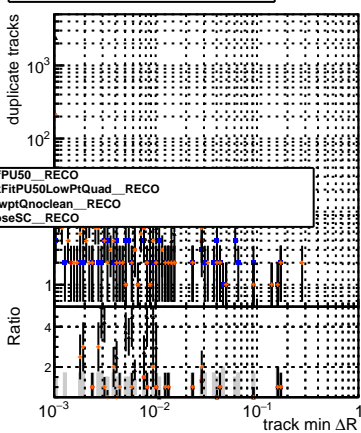 duplicate tracks
10³
10²
PU50__RECO
FitPU50LowPtQuad__RECO
wptQnoclean__RECO
oseSC__RECO
1
Ratio
4
2
10⁻³
10⁻²
10⁻¹
1
track min ΔR